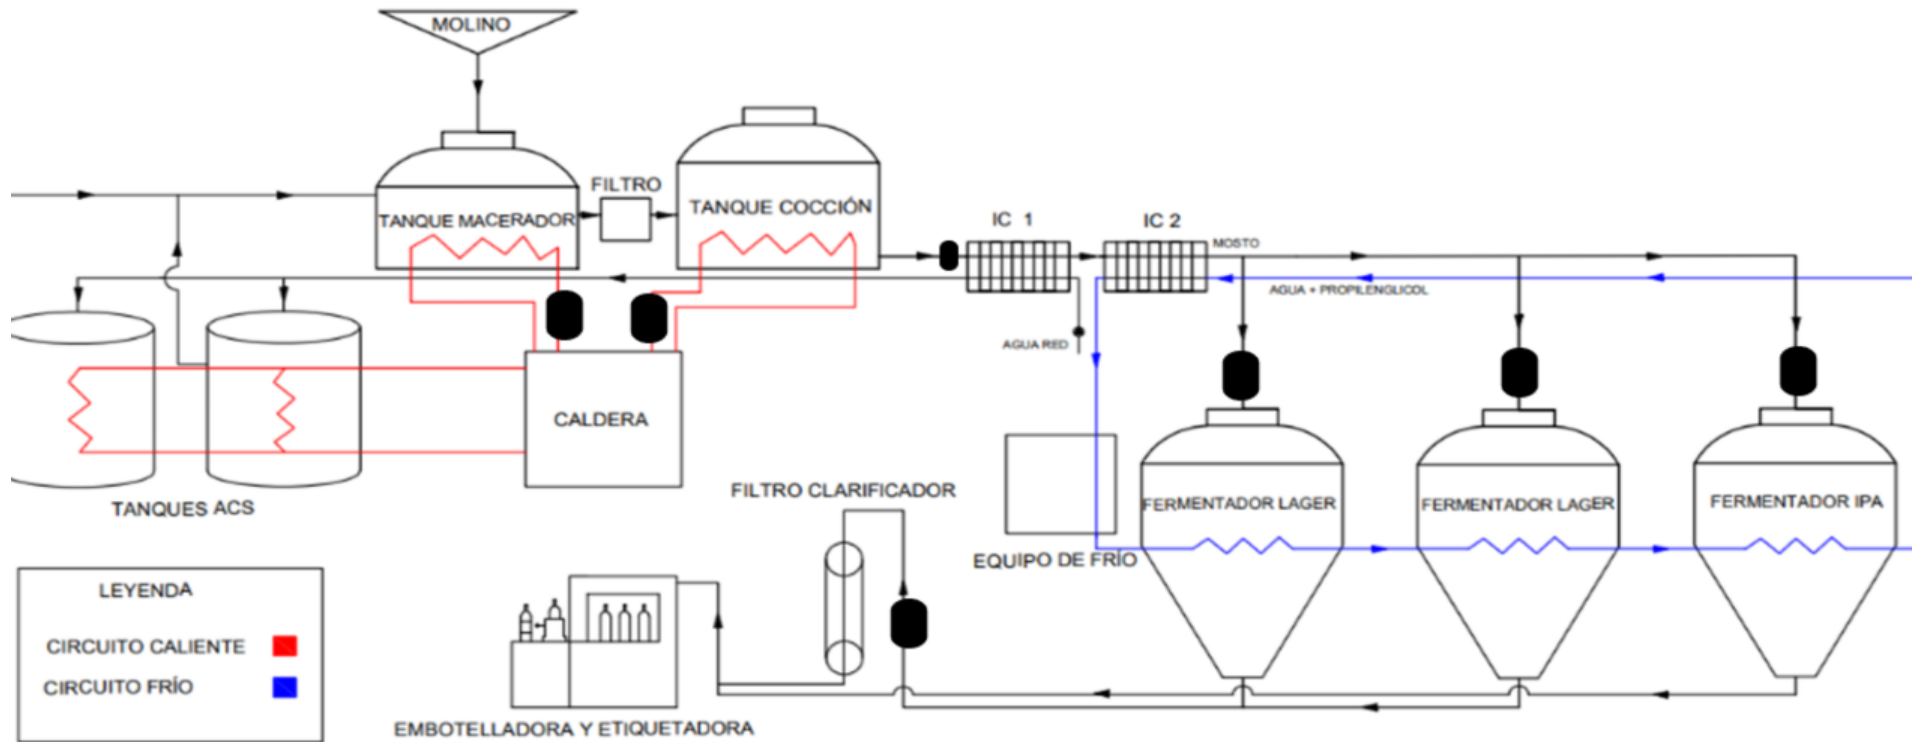 MOLINO
FILTRO
TANQUE MACERADOR
TANQUE COCCIÓN
IC 1
IC 2
MOSTO
AGUA + PROPILENGLICOL
AGUA RED
CALDERA
TANQUES ACS
FILTRO CLARIFICADOR
EQUIPO DE FRÍO
FERMENTADOR LAGER
FERMENTADOR LAGER
FERMENTADOR IPA
LEYENDA
CIRCUITO CALIENTE
CIRCUITO FRÍO
EMBOTELLADORA Y ETIQUETADORA